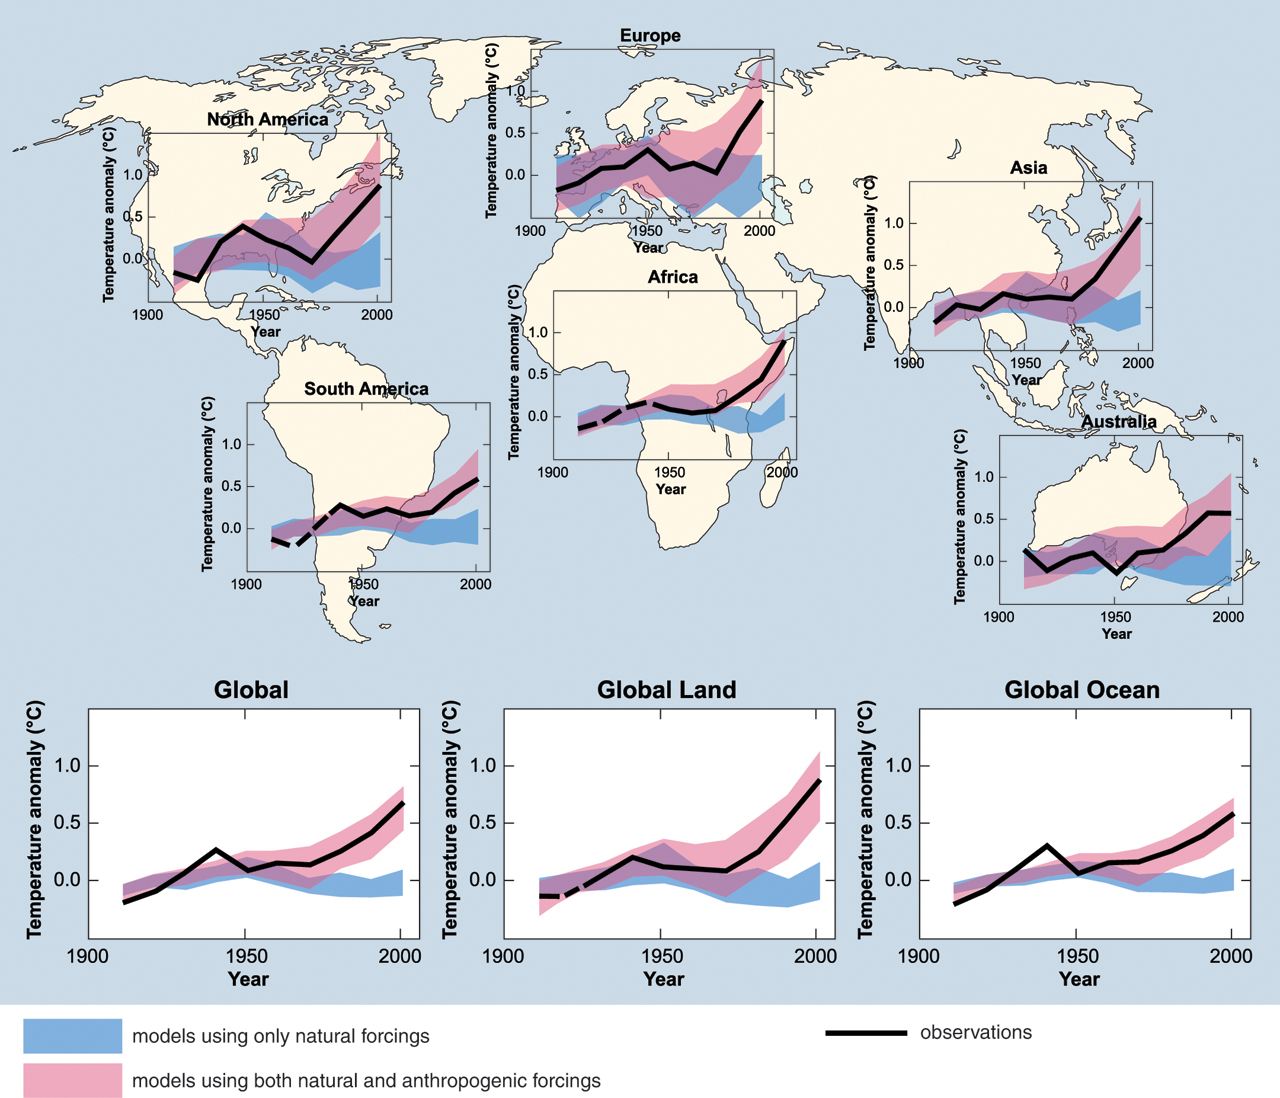 Europe
Temperature anomaly (°C)
1.0
0.5
0.0
1900
1950
2000
Year
North America
Temperature anomaly (°C)
1.0
0.5
0.0
1900
1950
2000
Year
Asia
Temperature anomaly (°C)
1.0
0.5
0.0
1900
1950
2000
Year
Africa
Temperature anomaly (°C)
1.0
0.5
0.0
1900
1950
2000
Year
South America
Temperature anomaly (°C)
1.0
0.5
0.0
1900
1950
2000
Year
Australia
Temperature anomaly (°C)
1.0
0.5
0.0
1900
1950
2000
Year
Global
Temperature anomaly (°C)
1.0
0.5
0.0
1900
1950
2000
Year
Global Land
Temperature anomaly (°C)
1.0
0.5
0.0
1900
1950
2000
Year
Global Ocean
Temperature anomaly (°C)
1.0
0.5
0.0
1900
1950
2000
Year
models using only natural forcings
observations
models using both natural and anthropogenic forcings